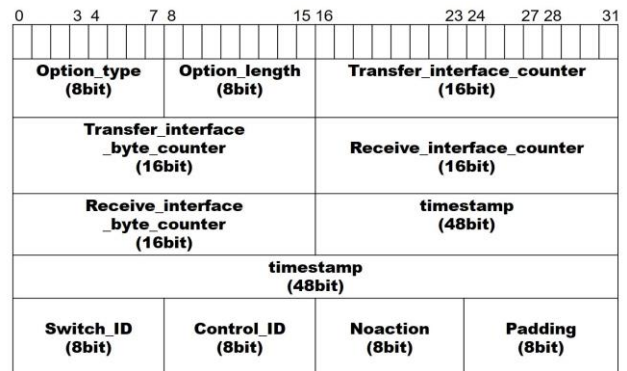 0 3 4 7 8 15 16 23 24 27 28 31
Option_type Option_length Transfer_interface_counter
(8bit) (8bit) (16bit)
Transfer_interface
_byte_counter
(16bit)
Receive_interface_counter
(16bit)
Receive_interface
_byte_counter
(16bit)
timestamp
(48bit)
timestamp
(48bit)
Switch_ID Control_ID Noaction Padding
(8bit) (8bit) (8bit) (8bit)